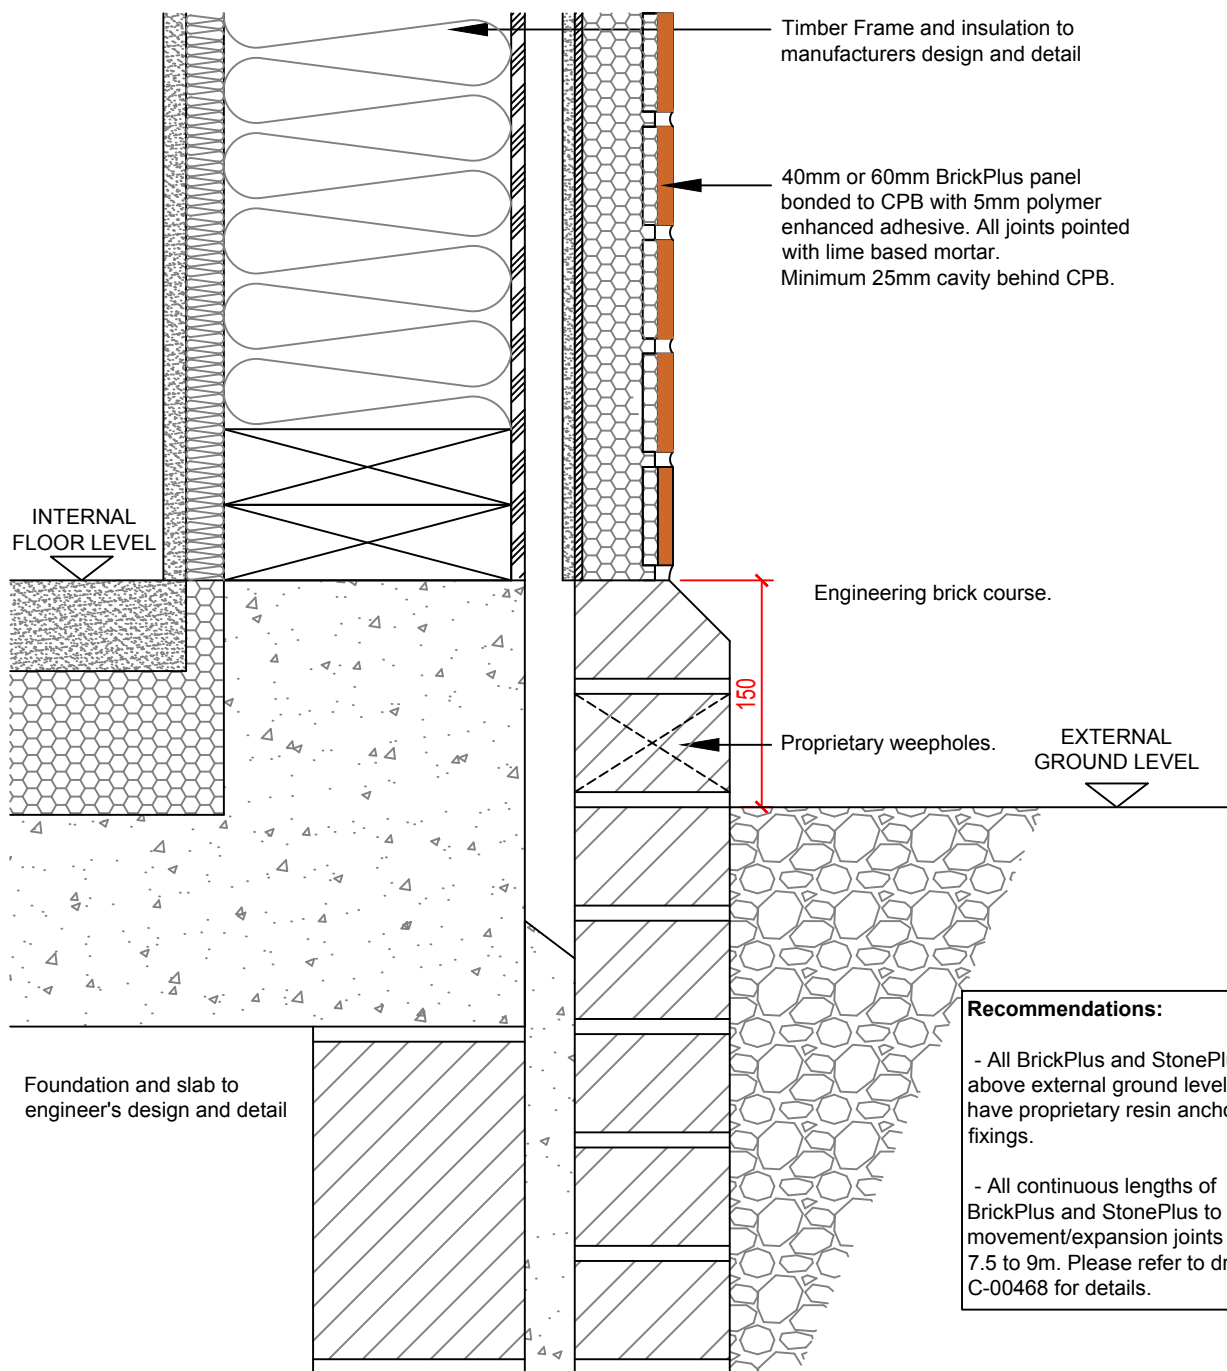 Timber Frame and insulation to
manufacturers design and detail
40mm or 60mm BrickPlus panel
bonded to CPB with 5mm polymer
enhanced adhesive. All joints pointed
with lime based mortar.
Minimum 25mm cavity behind CPB.
INTERNAL
FLOOR LEVEL
Engineering brick course.
150
Proprietary weepholes.
EXTERNAL
GROUND LEVEL
Foundation and slab to
engineer's design and detail
Recommendations:
- All BrickPlus and
above external ground level
have proprietary resin
fixings.
- All continuous lengths of
BrickPlus and StonePlus to
movement/expansion joints
7.5 to 9m. Please refer to
C-00468 for details.